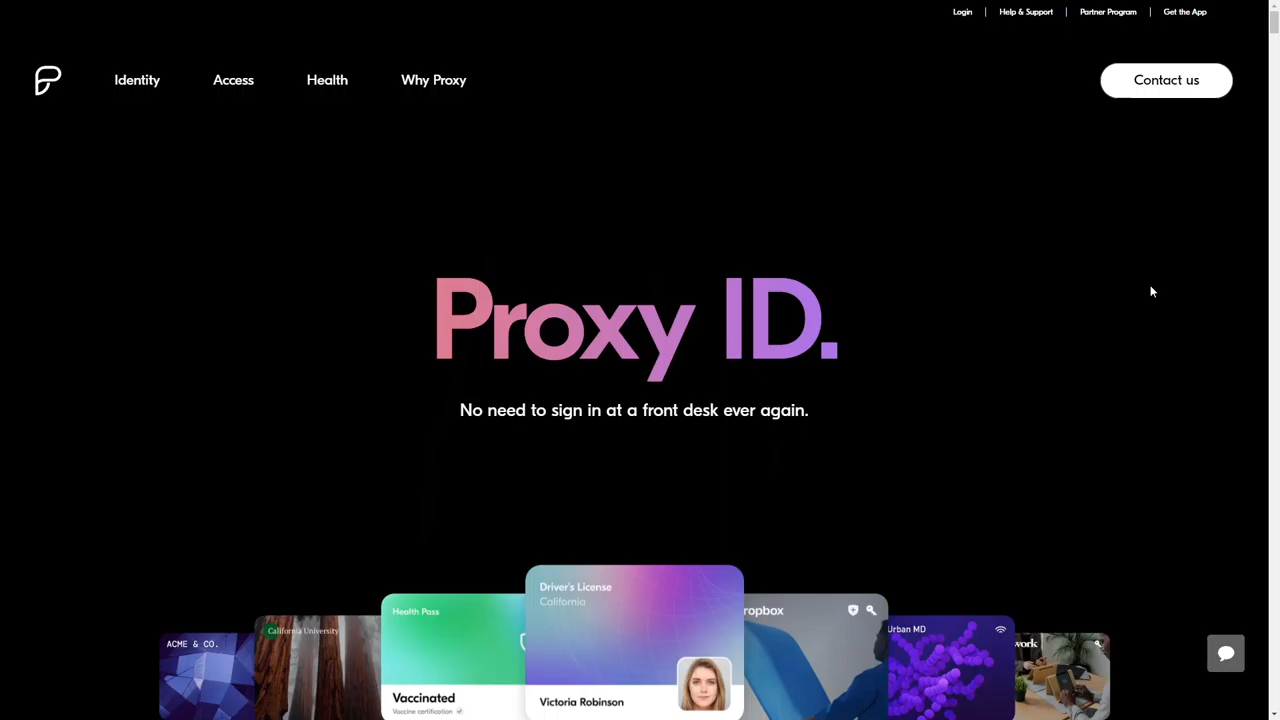 Login
Help & Support
Partner Program
Get the App
Identity
Access
Health
Why Proxy
Contact us
Proxy ID.
No need to sign in at a front desk ever again.
ACME & CO.
California University
Health Pass
Vaccinated
Vaccine certification
Driver's License
California
Victoria Robinson
ropbox
Urban MD
work